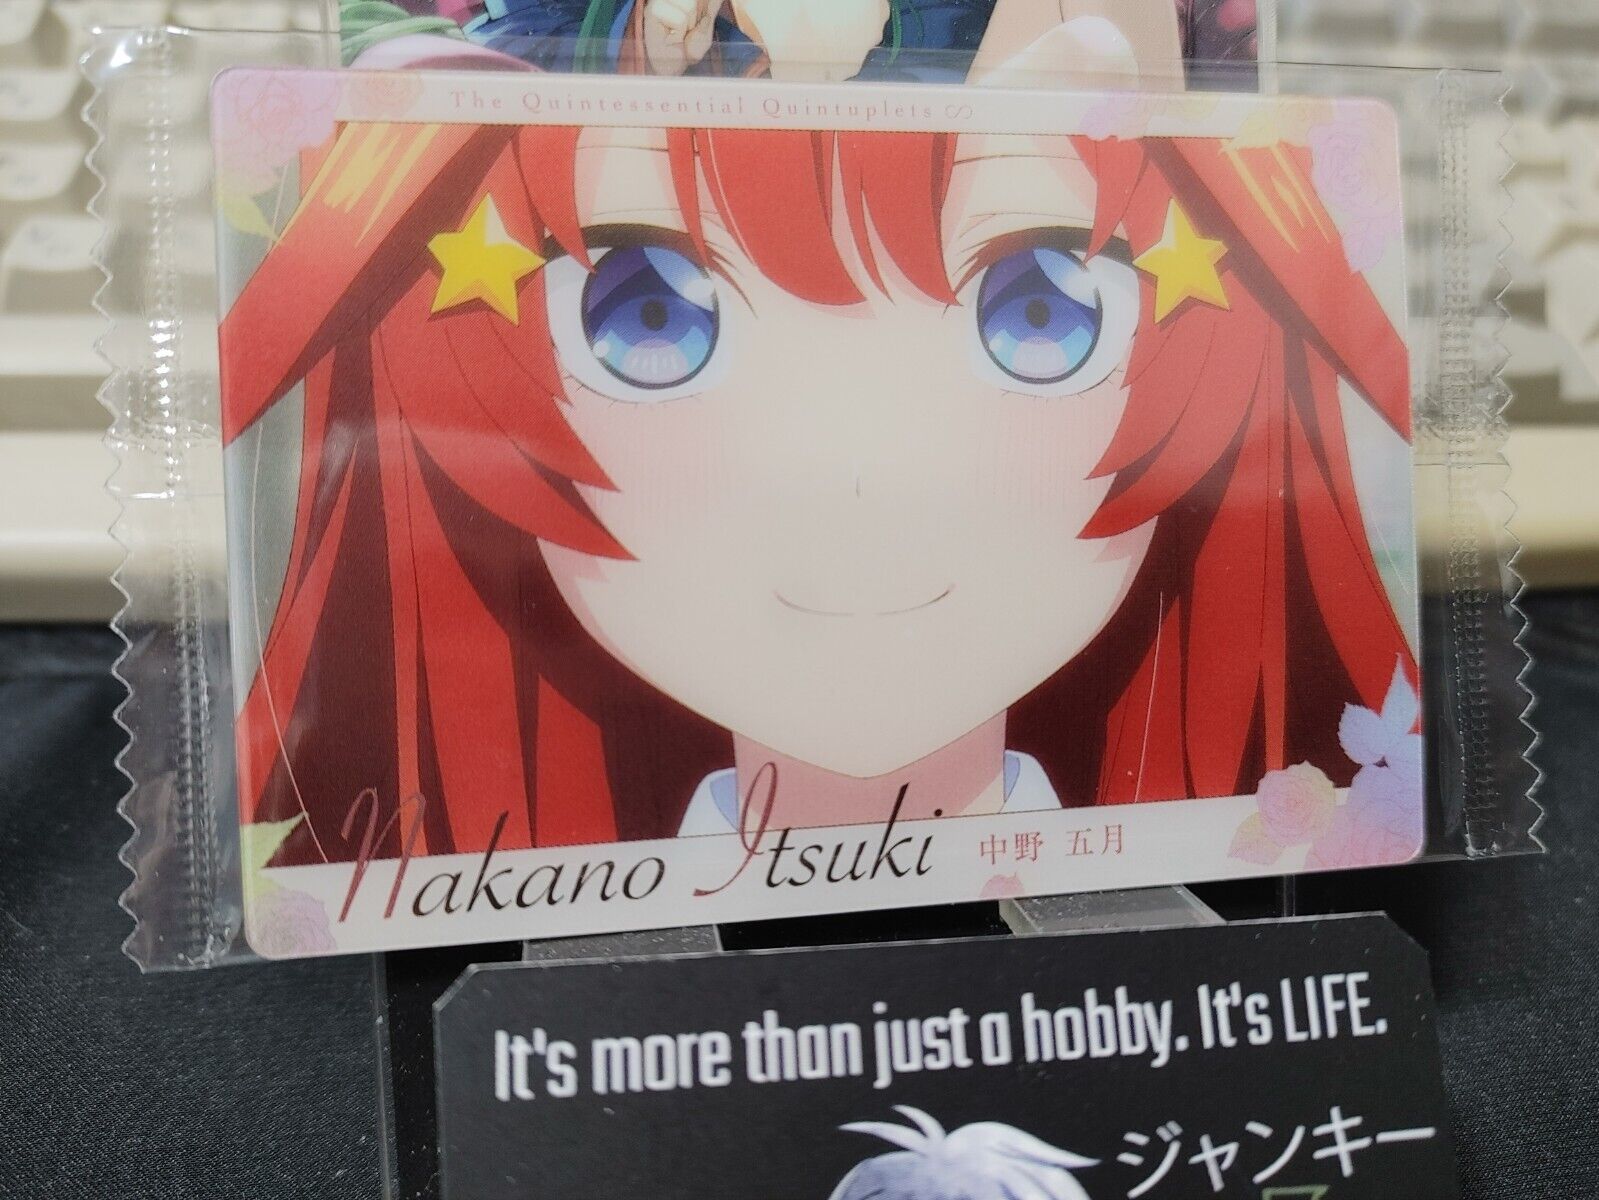 The Quintessential Quintuplets ∽
Nakano Itsuki 中野 五月
It's more than just a hobby. It's LIFE.
ジャンキー